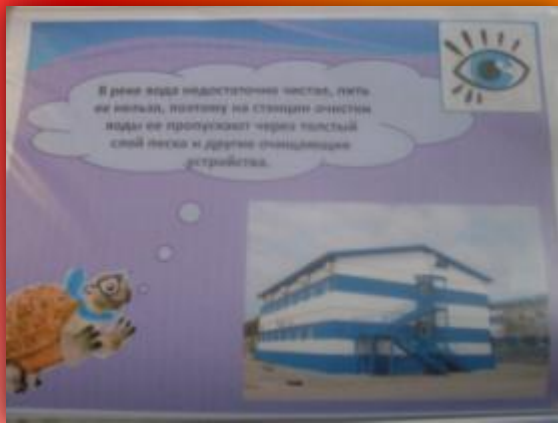 В реке вода недостаточно чистая, пить
ее нельзя, поэтому на станции очистки
воды ее пропускают через толстый
слой песка и другие очищающие
устройства.